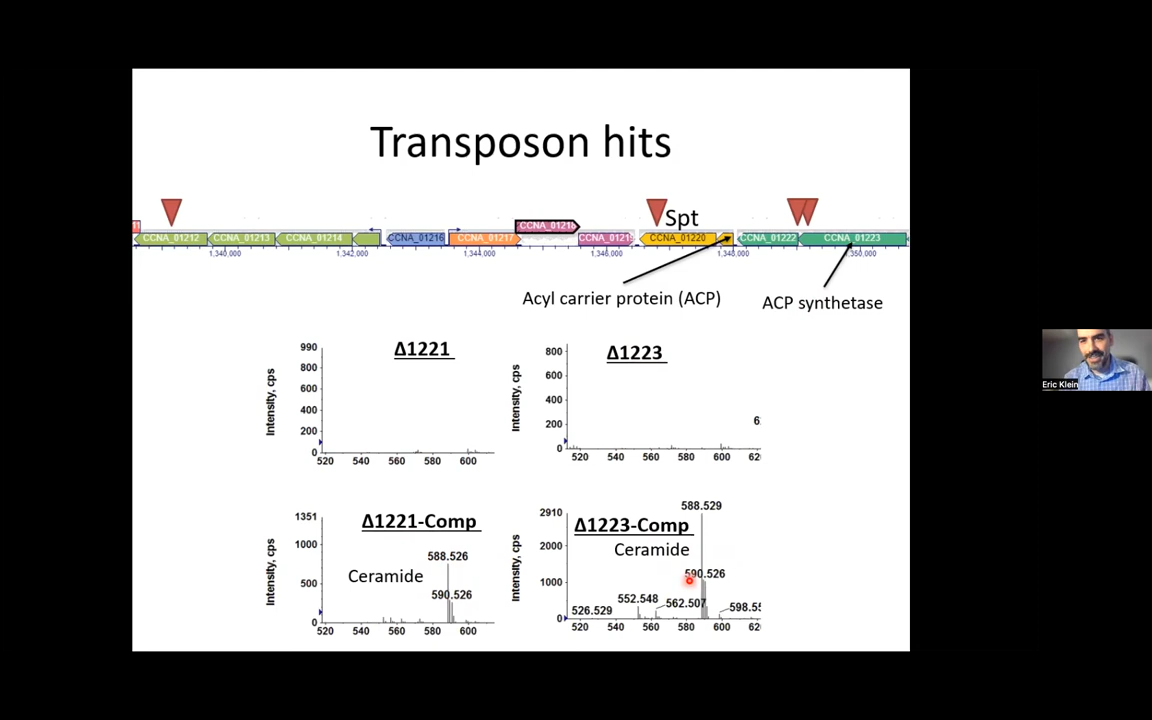 Transposon hits
Spt
CCNA_01212
CCNA_01213
CCNA_01214
CCNA_01216
CCNA_01217
CCNA_01220
CCNA_01222
CCNA_01223
1,340,000
1,342,000
1,344,000
1,346,000
1,348,000
350,000
Acyl carrier protein (ACP)
ACP synthetase
Δ1221
Intensity, cps
990
800
600
400
200
0
520 540 560 580 600
Δ1223
Intensity, cps
800
600
400
200
0
6
520 540 560 580 600 62
Δ1221-Comp
Ceramide
Intensity, cps
1351
1000
500
0
588.526
590.526
520 540 560 580 600
Δ1223-Comp
Ceramide
Intensity, cps
2910
2000
1000
0
588.529
590.526
552.548
562.507
526.529
598.55
520 540 560 580 600 62
Eric Klein